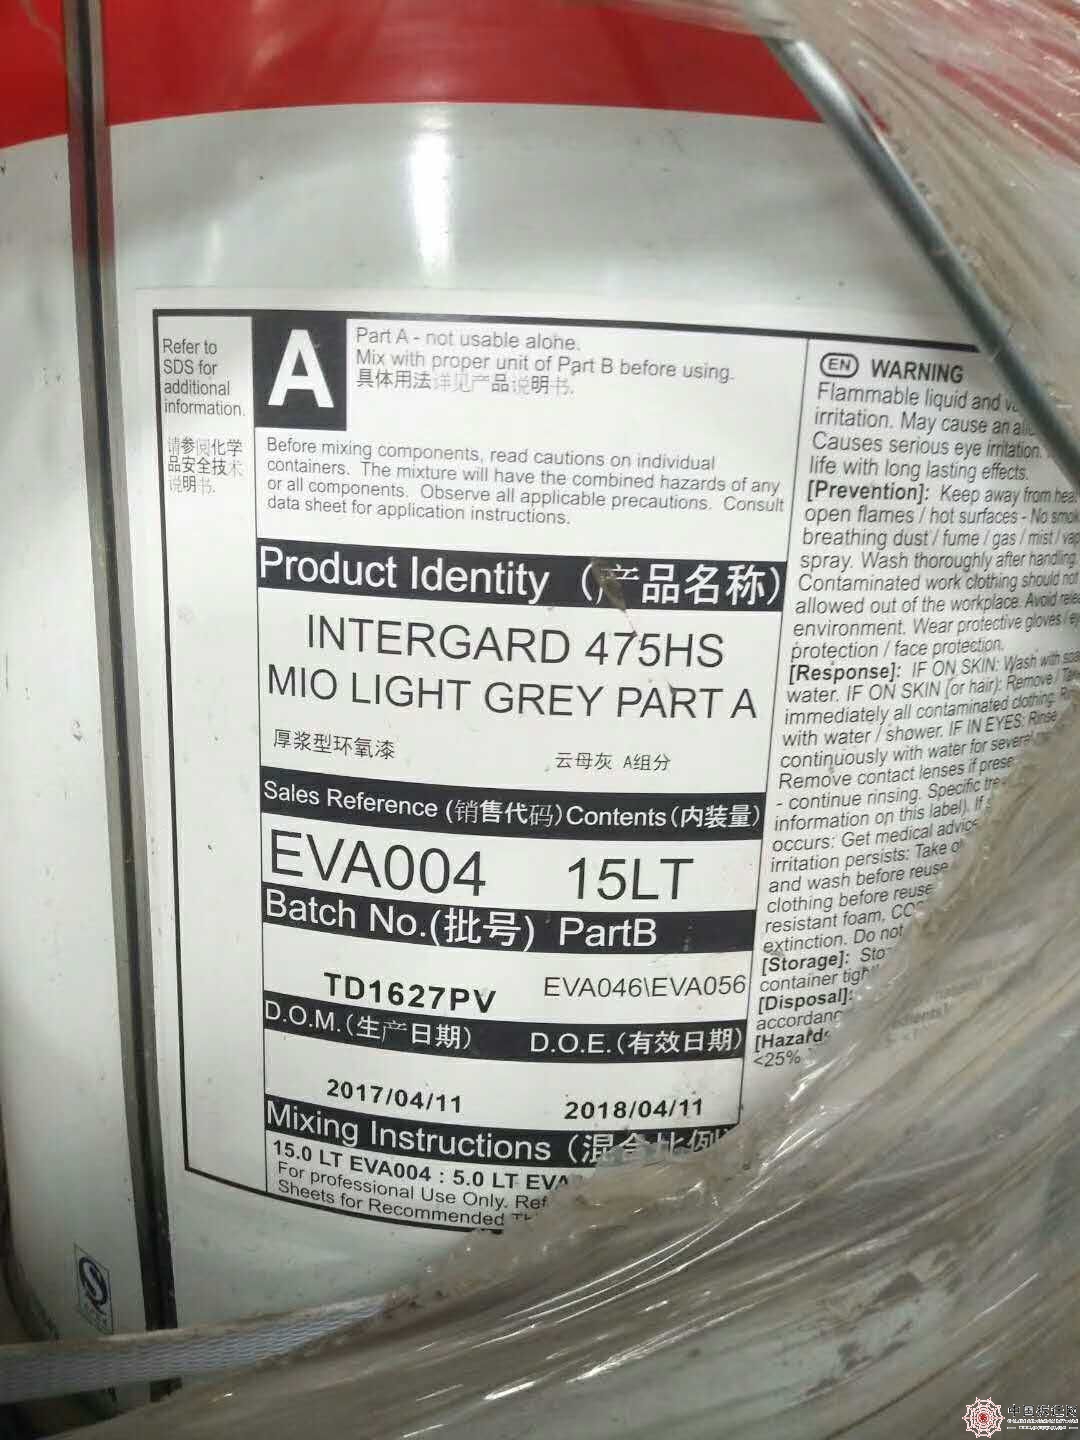 Refer to
SDS for
additional
information.
请参阅化学
品安全技术
说明书.
A
Part A - not usable alone.
Mix with proper unit of Part B before using.
具体用法详见产品说明书.
Before mixing components, read cautions on individual
containers. The mixture will have the combined hazards of any
or all components. Observe all applicable precautions. Consult
data sheet for application instructions.
Product Identity (产品名称)
INTERGARD 475HS
MIO LIGHT GREY PART A
厚浆型环氧漆 云母灰 A组分
Sales Reference (销售代码) Contents (内装量)
EVA004 15LT
Batch No.(批号) PartB
TD1627PV EVA046\EVA056
D.O.M.(生产日期) D.O.E.(有效日期)
2017/04/11 2018/04/11
Mixing Instructions (混合比例)
15.0 LT EVA004 : 5.0 LT
For professional Use Only.
Sheets for Recommended
EN WARNING
Flammable liquid and
irritation. May cause an
Causes serious eye irritation.
life with long lasting effects.
[Prevention]: Keep away from
open flames / hot surfaces - No
breathing dust / fume / gas / mist /
spray. Wash thoroughly after handling.
Contaminated work clothing should not
allowed out of the workplace. Avoid
environment. Wear protective gloves /
protection / face protection.
[Response]: IF ON SKIN: Wash with
water. IF ON SKIN (or hair): Remove /
immediately all contaminated clothing.
with water / shower. IF IN EYES: Rinse
continuously with water for several
Remove contact lenses if
- continue rinsing. Specific
information on this label). If
occurs: Get medical
irritation persists: Take
and wash before reuse
clothing before reuse
resistant foam,
extinction. Do not
[Storage]:
container
[Disposal]:
<25%